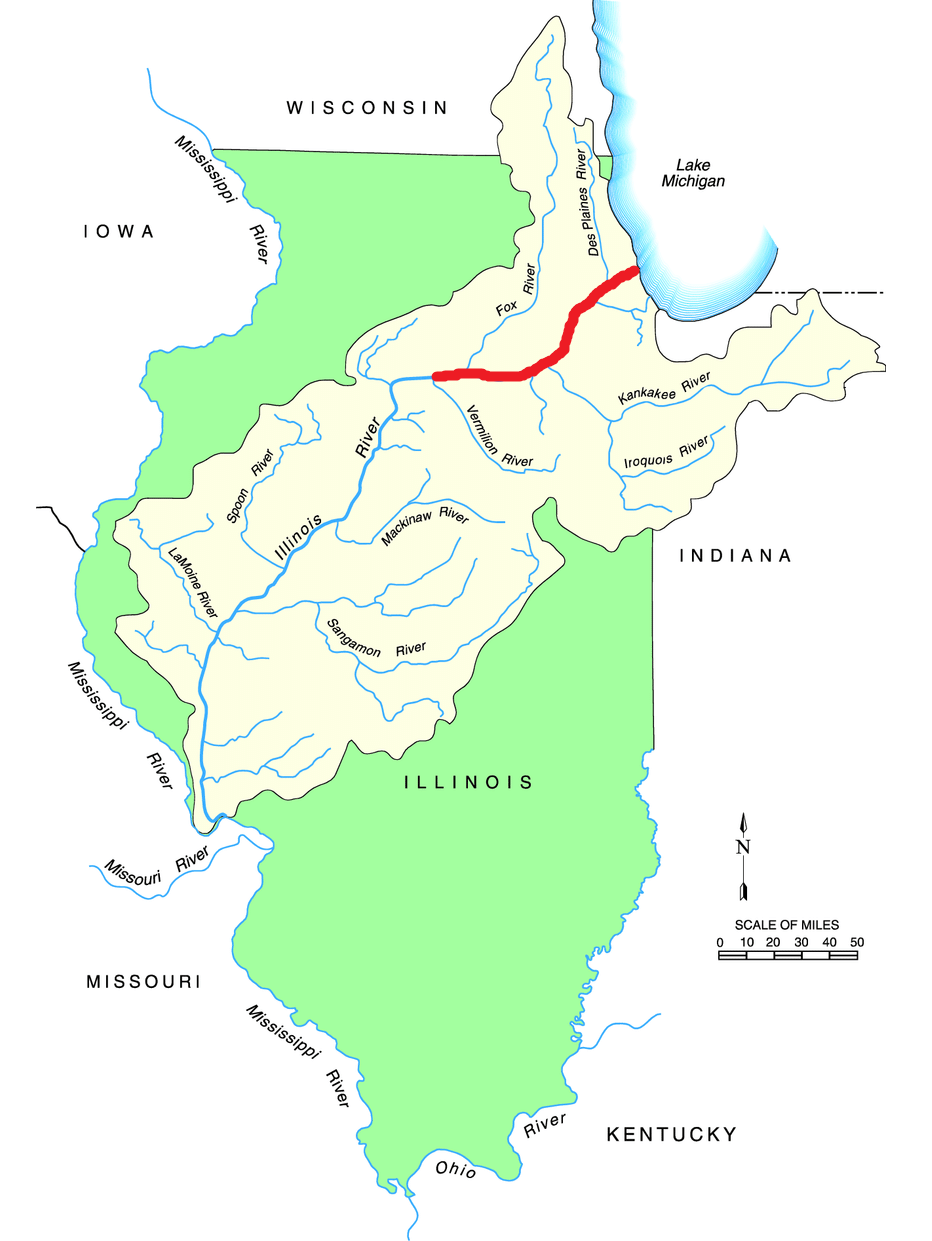 WISCONSIN
Lake
Michigan
Mississippi
River
IOWA
Des Plaines River
Fox
River
Kankakee River
Vermilion River
Iroquois River
Spoon River
Illinois River
Mackinaw River
LaMoine River
INDIANA
Sangamon River
Mississippi
River
ILLINOIS
N
Missouri River
SCALE OF MILES
0 10 20 30 40 50
MISSOURI
Mississippi
River
KENTUCKY
Ohio River